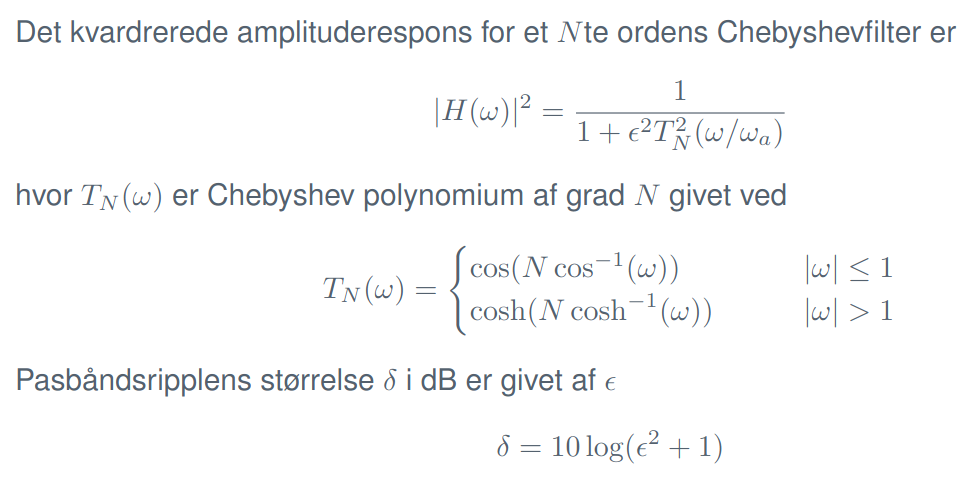 Det kvardrerede amplituderespons for et $N$te ordens Chebyshevfilter er
$$|H(\omega)|^2 = \frac{1}{1 + \epsilon^2 T_N^2(\omega/\omega_a)}$$
hvor $T_N(\omega)$ er Chebyshev polynomium af grad $N$ givet ved
$$T_N(\omega) = \begin{cases} \cos(N \cos^{-1}(\omega)) & |\omega| \leq 1 \\ \cosh(N \cosh^{-1}(\omega)) & |\omega| > 1 \end{cases}$$
Pasbåndsripplens størrelse $\delta$ i dB er givet af $\epsilon$
$$\delta = 10 \log(\epsilon^2 + 1)$$